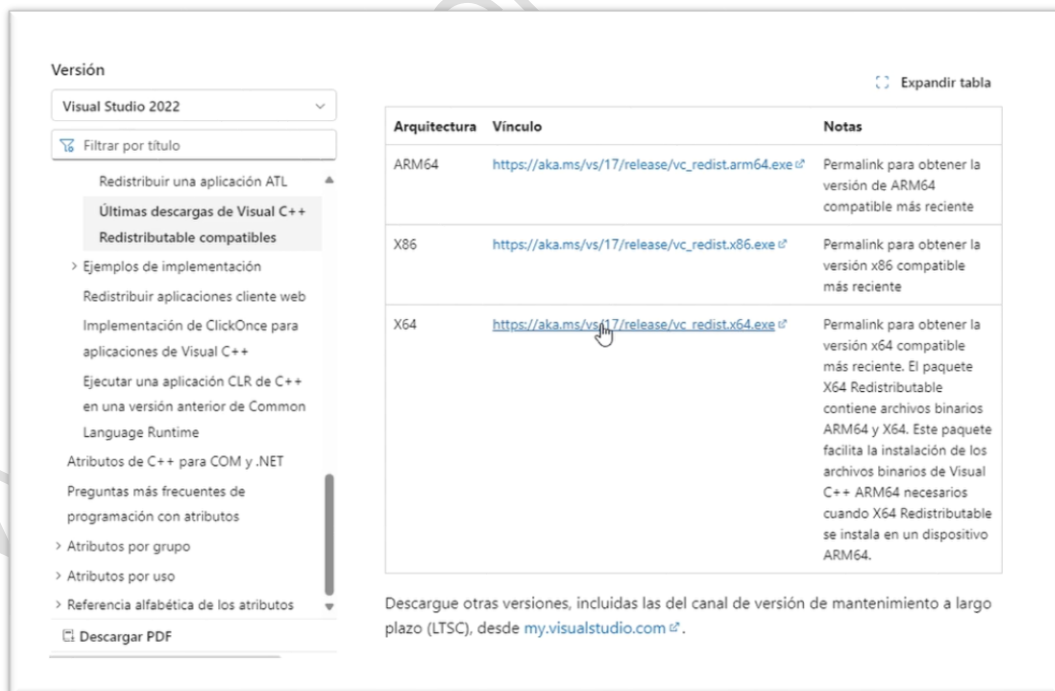 Versión
Visual Studio 2022
Filtrar por título
Redistribuir una aplicación ATL
Últimas descargas de Visual C++
Redistributable compatibles
Ejemplos de implementación
Redistribuir aplicaciones cliente web
Implementación de ClickOnce para
aplicaciones de Visual C++
Ejecutar una aplicación CLR de C++
en una versión anterior de Common
Language Runtime
Atributos de C++ para COM y .NET
Preguntas más frecuentes de
programación con atributos
Atributos por grupo
Atributos por uso
Referencia alfabética de los atributos
Descargar PDF
Expandir tabla
Arquitectura Vínculo Notas
ARM64 https://aka.ms/vs/17/release/vc_redist.arm64.exe Permalink para obtener la
versión de ARM64
compatible más reciente
X86 https://aka.ms/vs/17/release/vc_redist.x86.exe Permalink para obtener la
versión x86 compatible
más reciente
X64 https://aka.ms/vs/17/release/vc_redist.x64.exe Permalink para obtener la
versión x64 compatible
más reciente. El paquete
X64 Redistributable
contiene archivos binarios
ARM64 y X64. Este paquete
facilita la instalación de los
archivos binarios de Visual
C++ ARM64 necesarios
cuando X64 Redistributable
se instala en un dispositivo
ARM64.
Descargue otras versiones, incluidas las del canal de versión de mantenimiento a largo
plazo (LTSC), desde my.visualstudio.com.